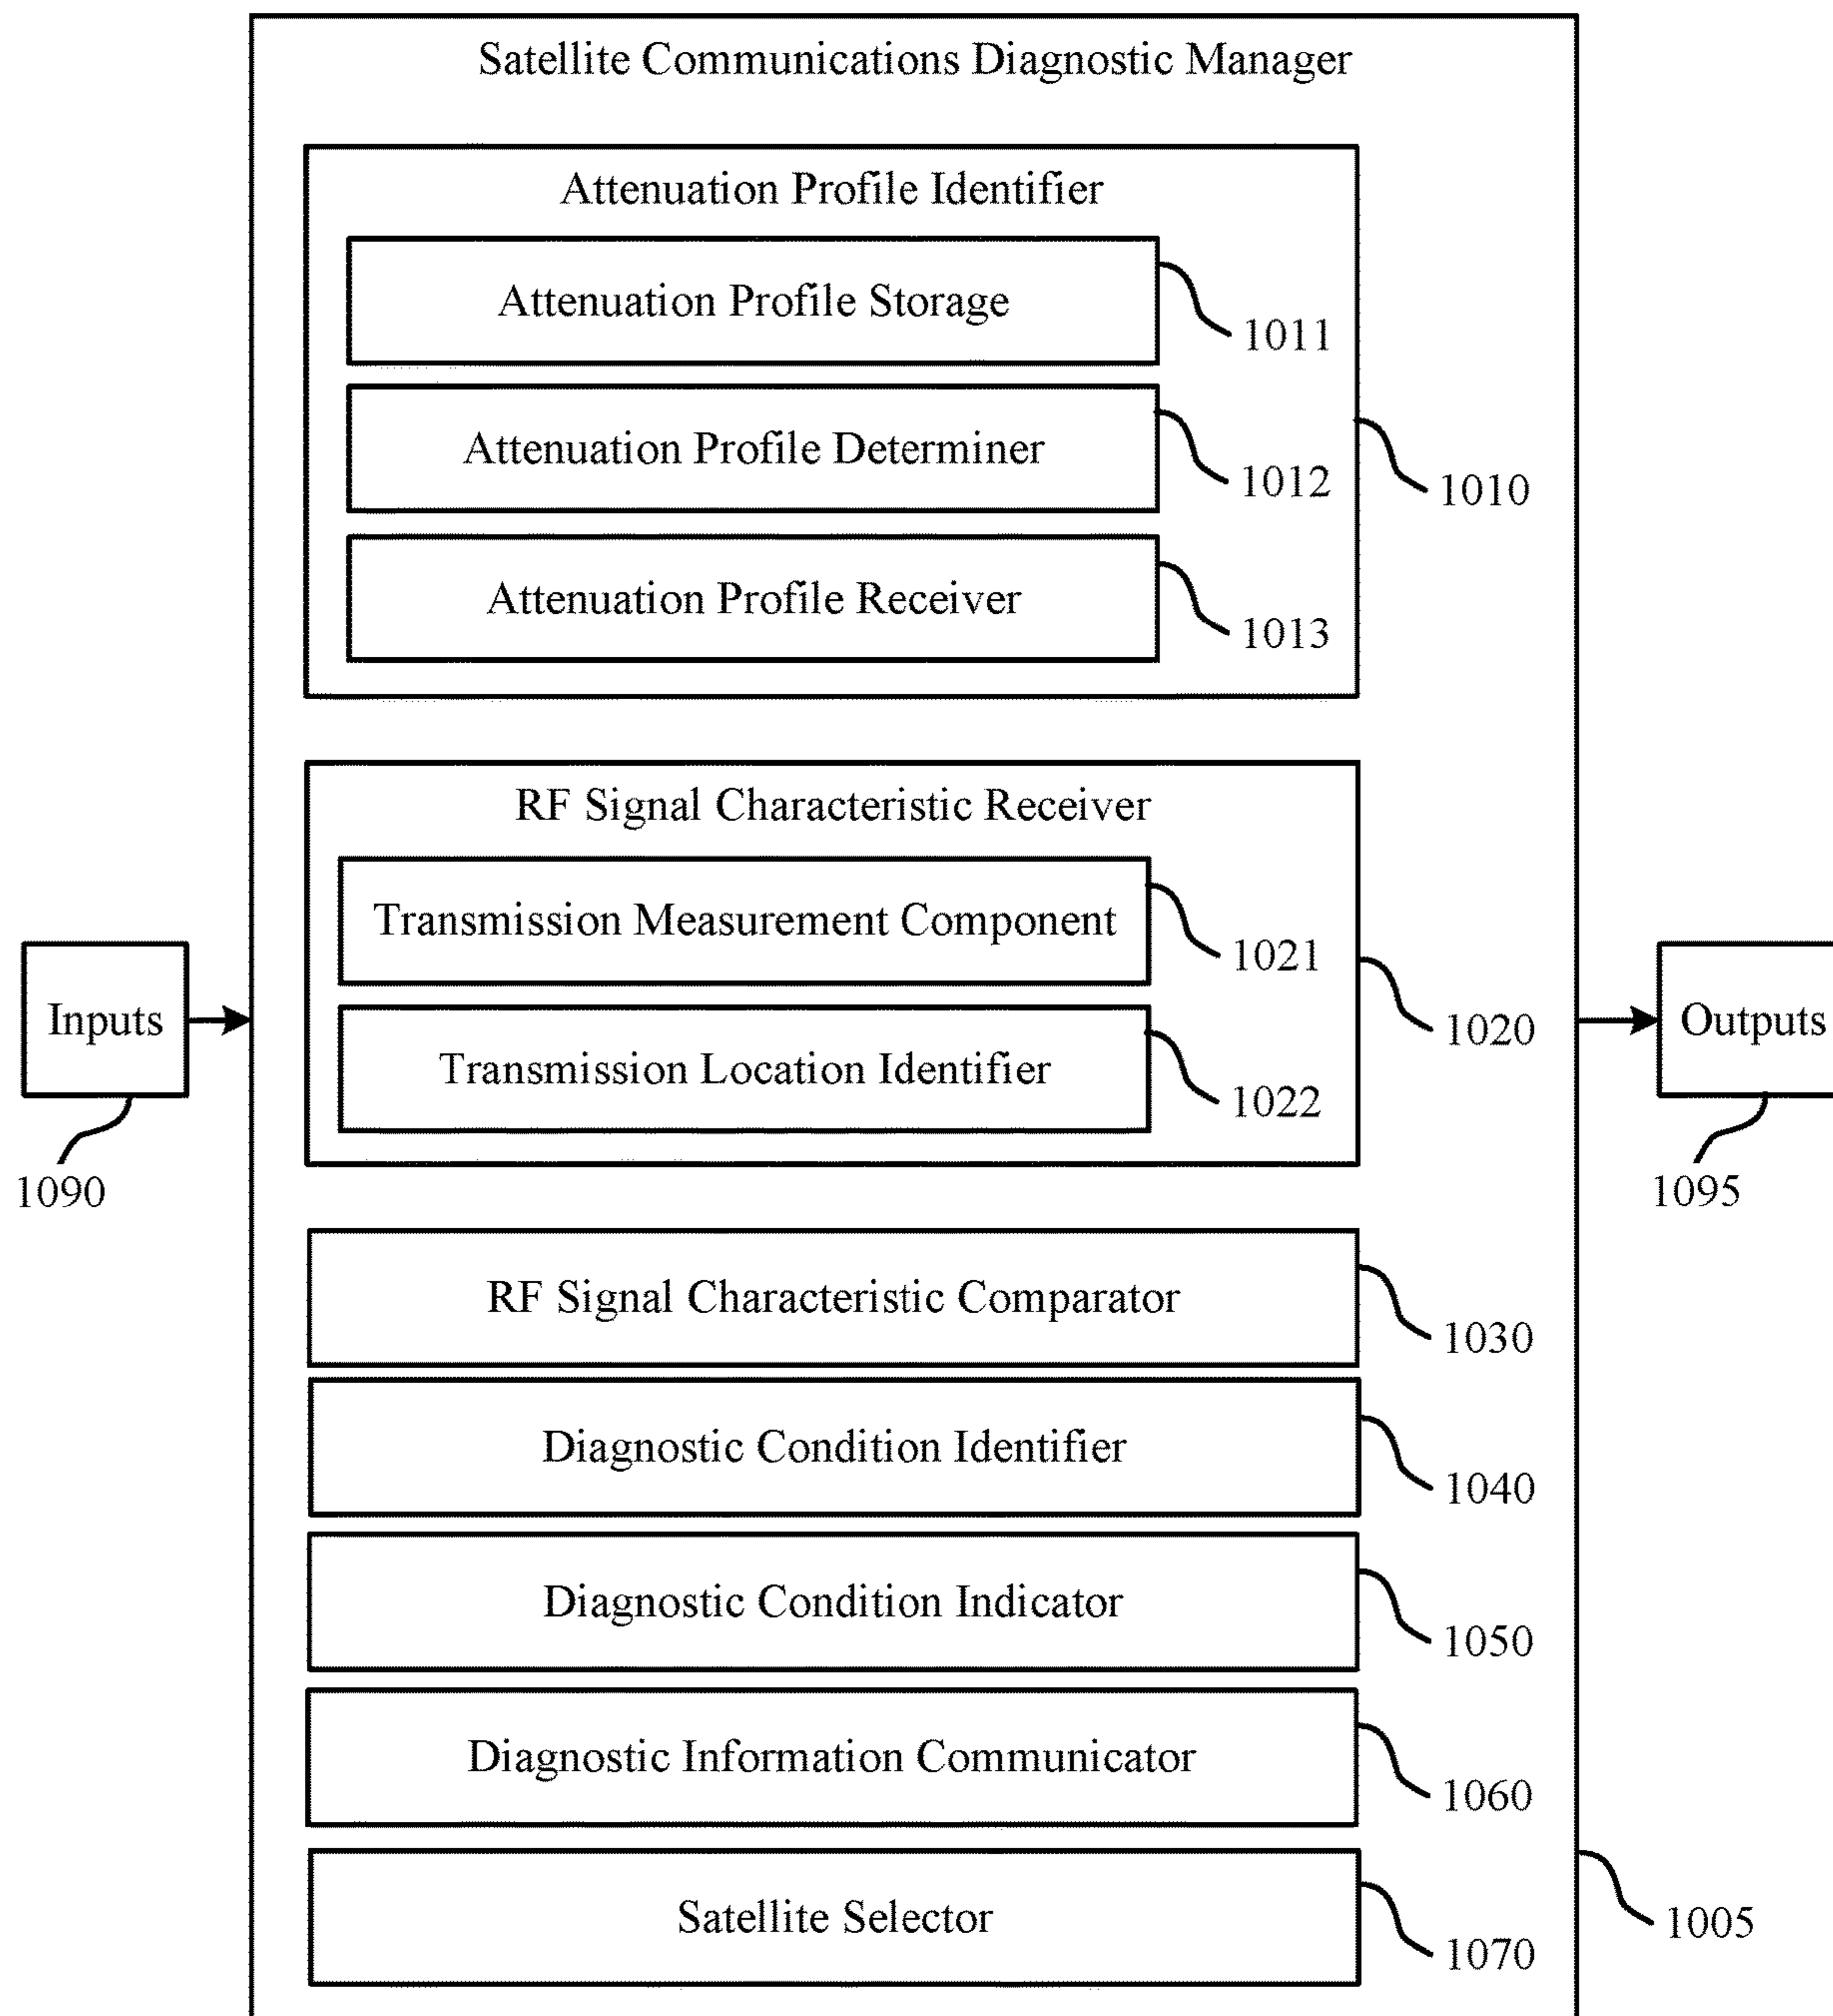 Satellite Communications Diagnostic Manager
Attenuation Profile Identifier
Attenuation Profile Storage
1011
Attenuation Profile Determiner
1012
1010
Attenuation Profile Receiver
1013
RF Signal Characteristic Receiver
Transmission Measurement Component
1021
Inputs
1020
Outputs
Transmission Location Identifier
1022
1090
1095
RF Signal Characteristic Comparator
1030
Diagnostic Condition Identifier
1040
Diagnostic Condition Indicator
1050
Diagnostic Information Communicator
1060
Satellite Selector
1005
1070